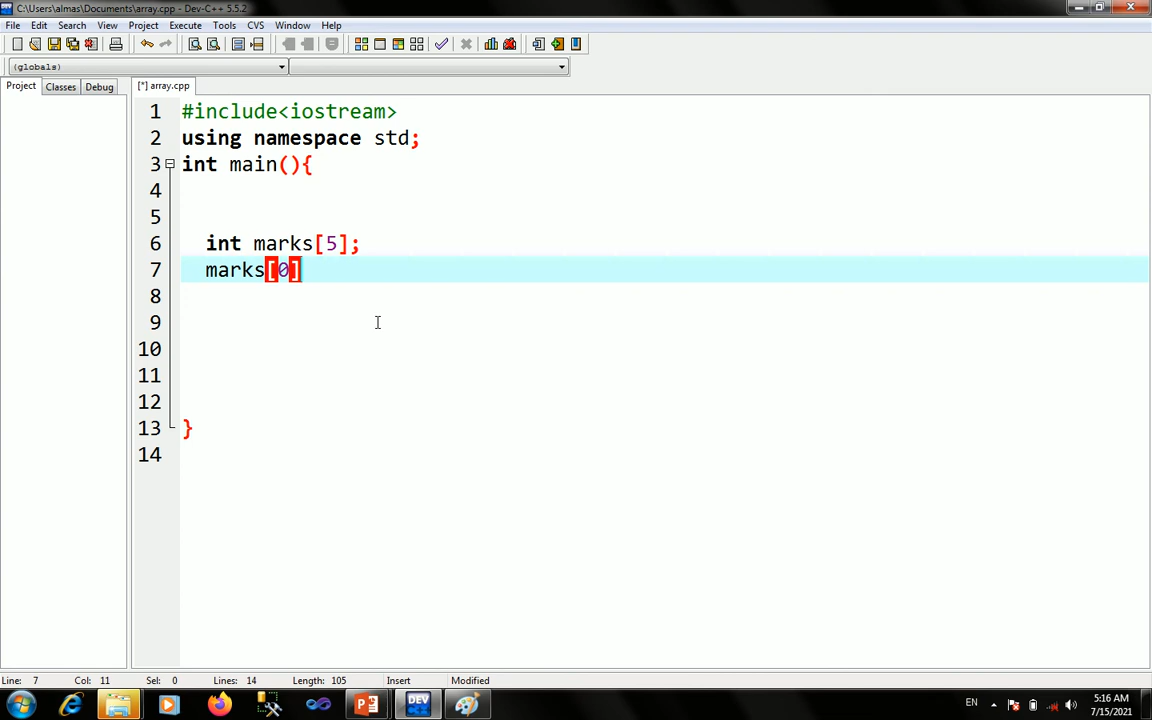 C:\Users\almas\Documents\array.cpp - Dev-C++ 5.5.2
File Edit Search View Project Execute Tools CVS Window Help
(globals)
Project Classes Debug [*] array.cpp
1 #include<iostream>
2 using namespace std;
3 int main(){
4
5
6 int marks[5];
7 marks[0]
8
9
10
11
12
13 }
14
Line: 7 Col: 11 Sel: 0 Lines: 14 Length: 105 Insert Modified
DEV EN 5:16 AM
7/15/2021